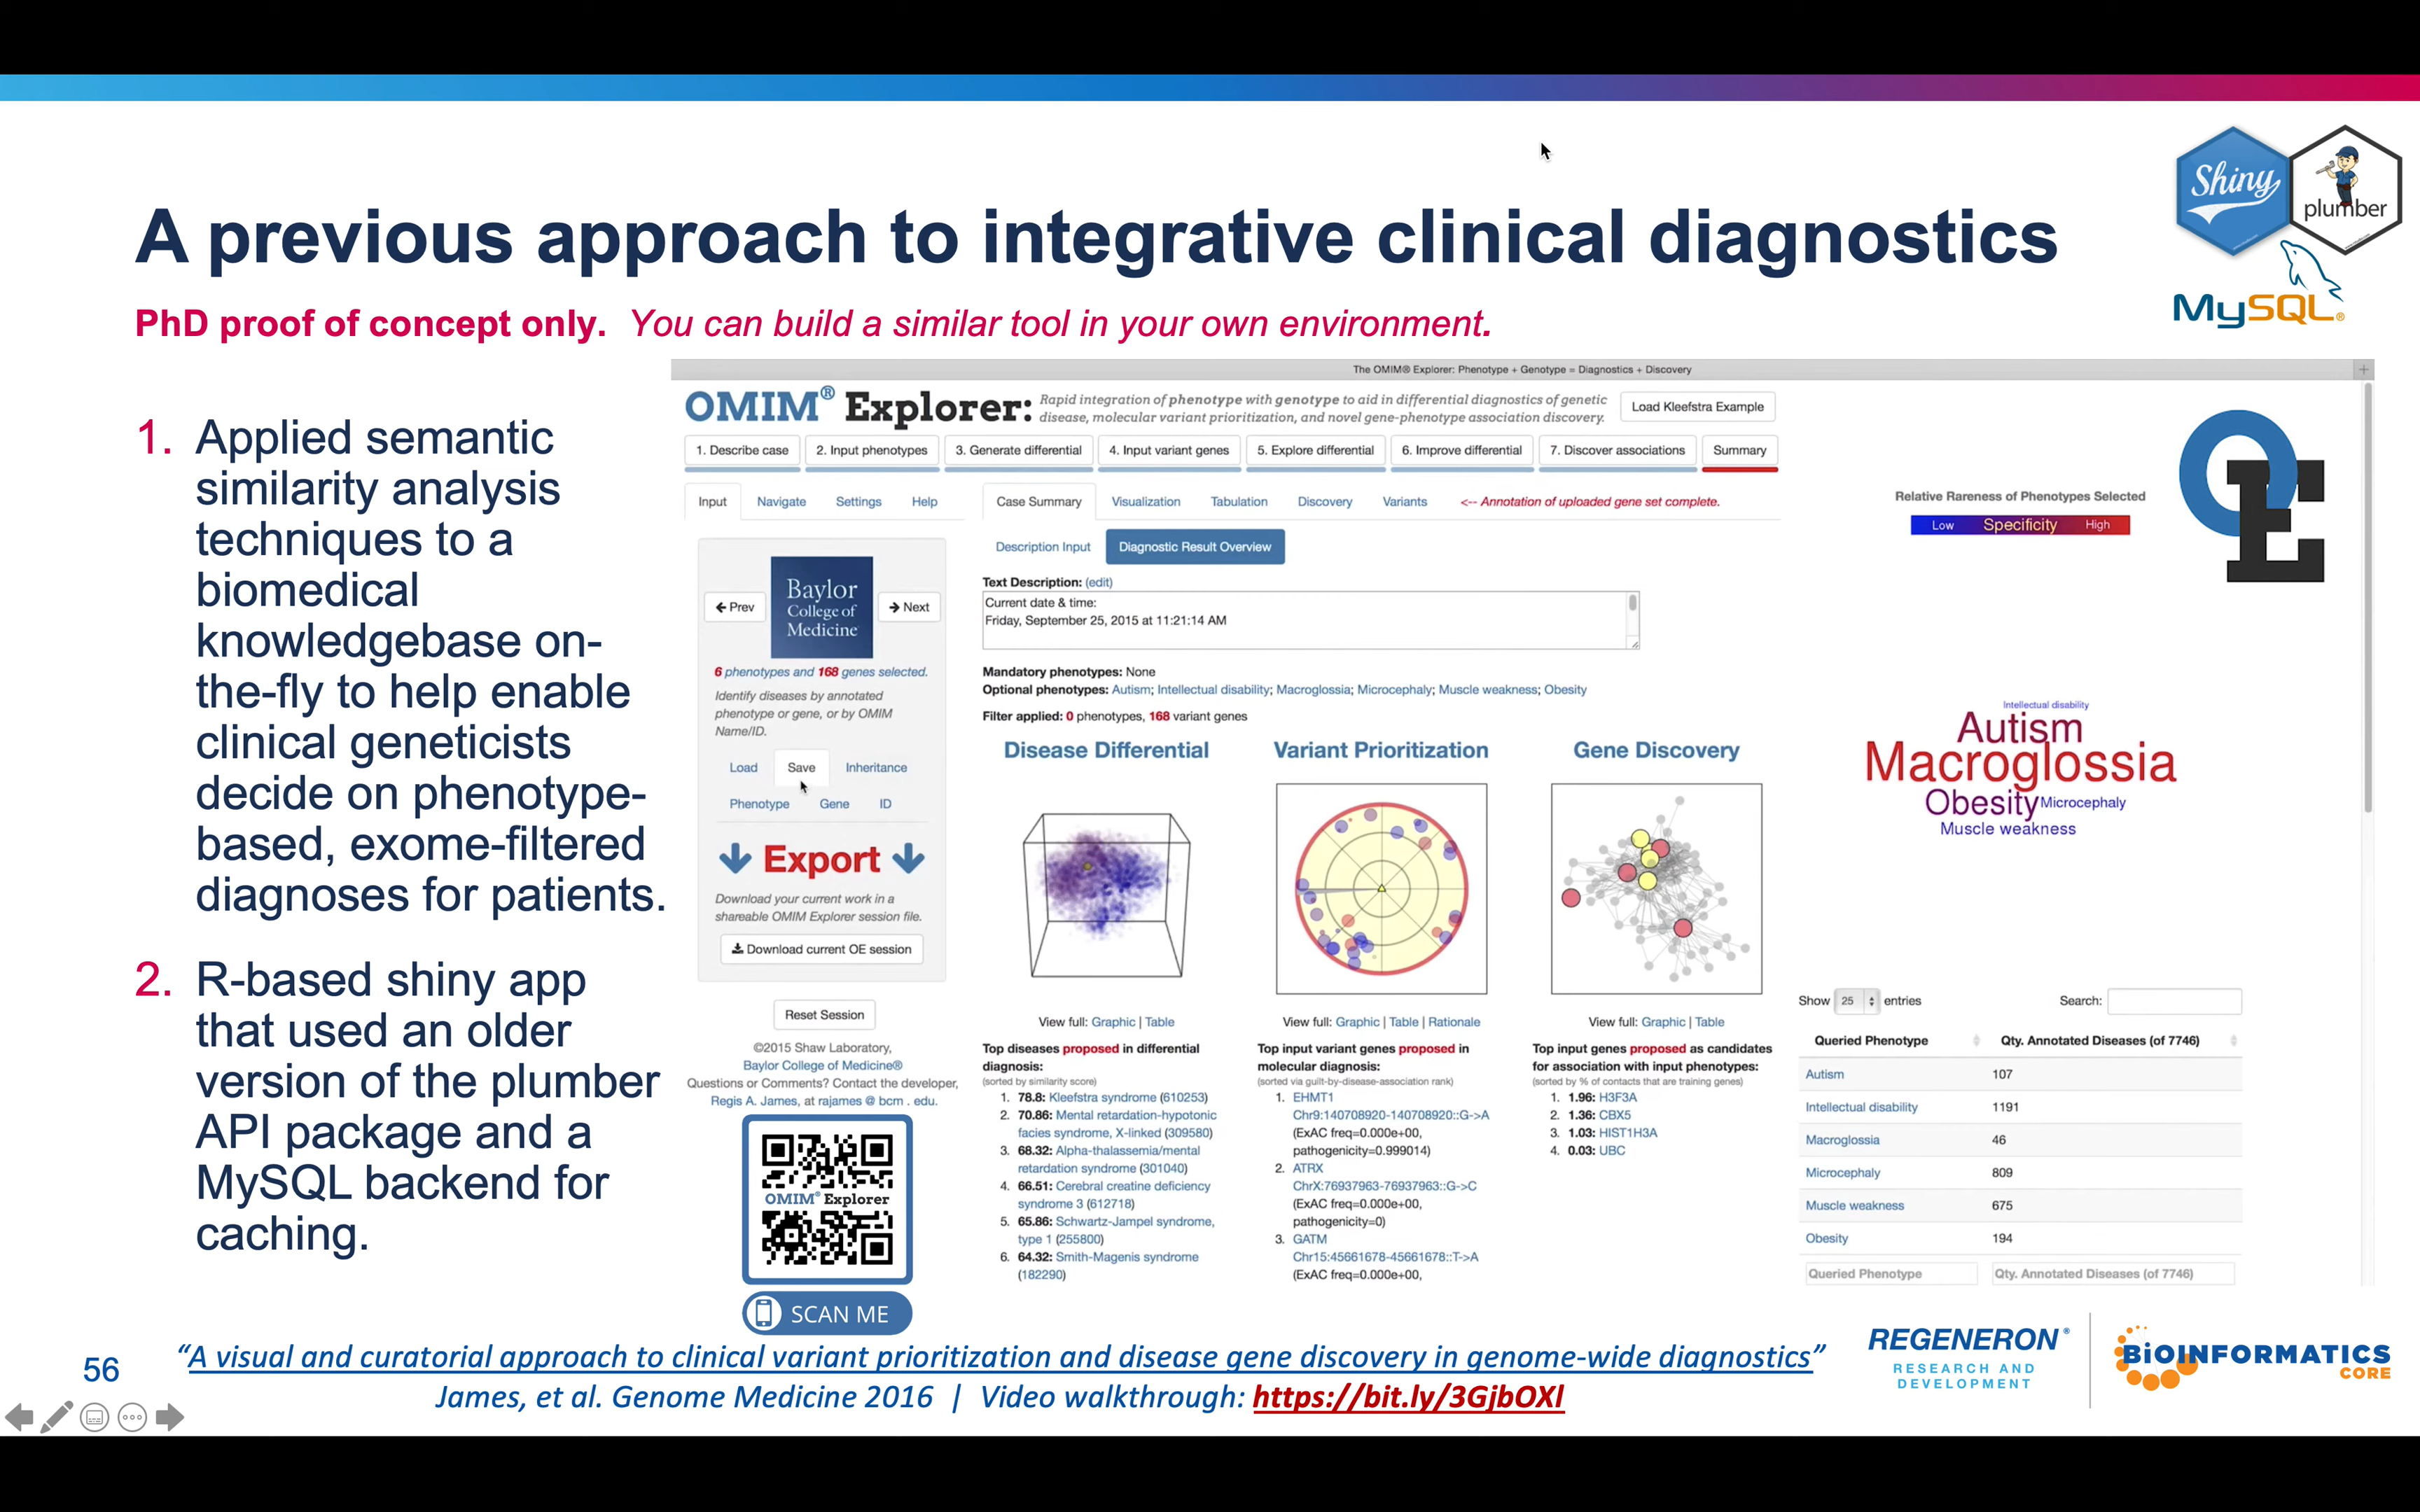 Shiny
plumber
MySQL®
A previous approach to integrative clinical diagnostics
PhD proof of concept only. You can build a similar tool in your own environment.
1. Applied semantic
similarity analysis
techniques to a
biomedical
knowledgebase on-
the-fly to help enable
clinical geneticists
decide on phenotype-
based, exome-filtered
diagnoses for patients.
2. R-based shiny app
that used an older
version of the plumber
API package and a
MySQL backend for
caching.
The OMIM® Explorer: Phenotype + Genotype = Diagnostics + Discovery
OMIM® Explorer:
Rapid integration of phenotype with genotype to aid in differential diagnostics of genetic
disease, molecular variant prioritization, and novel gene-phenotype association discovery.
Load Kleefstra Example
1. Describe case 2. Input phenotypes 3. Generate differential 4. Input variant genes 5. Explore differential 6. Improve differential 7. Discover associations Summary
Input Navigate Settings Help
Case Summary Visualization Tabulation Discovery Variants <-- Annotation of uploaded gene set complete.
Description Input Diagnostic Result Overview
Prev
Baylor
College of
Medicine
Next
6 phenotypes and 168 genes selected.
Identify diseases by annotated
phenotype or gene, or by OMIM
Name/ID.
Load Save Inheritance
Phenotype Gene ID
Export
Download your current work in a
shareable OMIM Explorer session file.
Download current OE session
Reset Session
©2015 Shaw Laboratory,
Baylor College of Medicine®
Questions or Comments? Contact the developer,
Regis A. James, at rajames @ bcm . edu.
OMIM® Explorer
SCAN ME
Text Description: (edit)
Current date & time:
Friday, September 25, 2015 at 11:21:14 AM
Mandatory phenotypes: None
Optional phenotypes: Autism; Intellectual disability; Macroglossia; Microcephaly; Muscle weakness; Obesity
Filter applied: 0 phenotypes, 168 variant genes
Disease Differential
View full: Graphic | Table
Top diseases proposed in differential
diagnosis:
(sorted by similarity score)
1. 78.8: Kleefstra syndrome (610253)
2. 70.86: Mental retardation-hypotonic
facies syndrome, X-linked (309580)
3. 68.32: Alpha-thalassemia/mental
retardation syndrome (301040)
4. 66.51: Cerebral creatine deficiency
syndrome 3 (612718)
5. 65.86: Schwartz-Jampel syndrome,
type 1 (255800)
6. 64.32: Smith-Magenis syndrome
(182290)
Variant Prioritization
View full: Graphic | Table | Rationale
Top input variant genes proposed in
molecular diagnosis:
(sorted via guilt-by-disease-association rank)
1. EHMT1
Chr9:140708920-140708920::G->A
(ExAC freq=0.000e+00,
pathogenicity=0.999014)
2. ATRX
ChrX:76937963-76937963::G->C
(ExAC freq=0.000e+00,
pathogenicity=0)
3. GATM
Chr15:45661678-45661678::T->A
(ExAC freq=0.000e+00,
Gene Discovery
View full: Graphic | Table
Top input genes proposed as candidates
for association with input phenotypes:
(sorted by % of contacts that are training genes)
1. 1.96: H3F3A
2. 1.36: CBX5
3. 1.03: HIST1H3A
4. 0.03: UBC
Relative Rareness of Phenotypes Selected
Low Specificity High
OE
Intellectual disability
Autism
Macroglossia
Obesity Microcephaly
Muscle weakness
Show 25 entries Search:
Queried Phenotype Qty. Annotated Diseases (of 7746)
Autism 107
Intellectual disability 1191
Macroglossia 46
Microcephaly 809
Muscle weakness 675
Obesity 194
Queried Phenotype Qty. Annotated Diseases (of 7746)
56
“A visual and curatorial approach to clinical variant prioritization and disease gene discovery in genome-wide diagnostics”
James, et al. Genome Medicine 2016 | Video walkthrough: https://bit.ly/3GjbOXl
REGENERON®
RESEARCH AND
DEVELOPMENT
BiOINFORMATICS
CORE